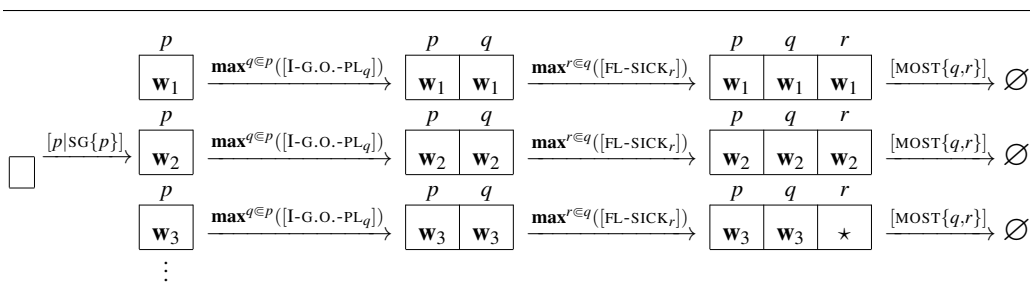 p p q p q r
w₁ max^{q⋐p}([I-G.O.-PL_q]) w₁ w₁ max^{r⋐q}([FL-SICK_r]) w₁ w₁ w₁ [MOST{q,r}] ∅
p p q p q r
[p|SG{p}] w₂ max^{q⋐p}([I-G.O.-PL_q]) w₂ w₂ max^{r⋐q}([FL-SICK_r]) w₂ w₂ w₂ [MOST{q,r}] ∅
p p q p q r
w₃ max^{q⋐p}([I-G.O.-PL_q]) w₃ w₃ max^{r⋐q}([FL-SICK_r]) w₃ w₃ ⋆ [MOST{q,r}] ∅
⋮